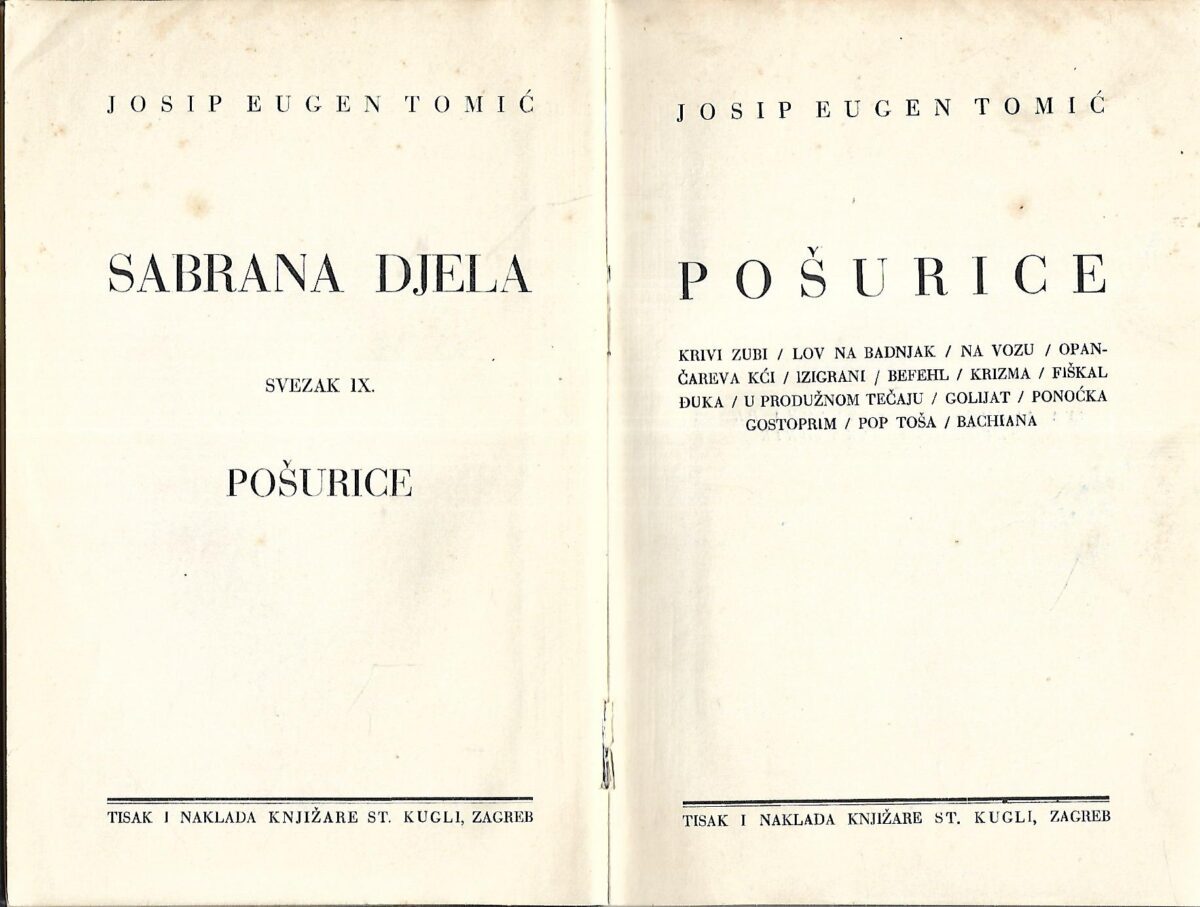 JOSIP EUGEN TOMIĆ
SABRANA DJELA
SVEZAK IX.
POŠURICE
TISAK I NAKLADA KNJIŽARE ST. KUGLI, ZAGREB
JOSIP EUGEN TOMIĆ
POŠURICE
KRIVI ZUBI / LOV NA BADNJAK / NA VOZU / OPAN-
ČAREVA KĆI / IZIGRANI / BEFEHL / KRIZMA / FIŠKAL
ĐUKA / U PRODUŽNOM TEČAJU / GOLIJAT / PONOĆKA
GOSTOPRIM / POP TOŠA / BACHIANA
TISAK I NAKLADA KNJIŽARE ST. KUGLI, ZAGREB